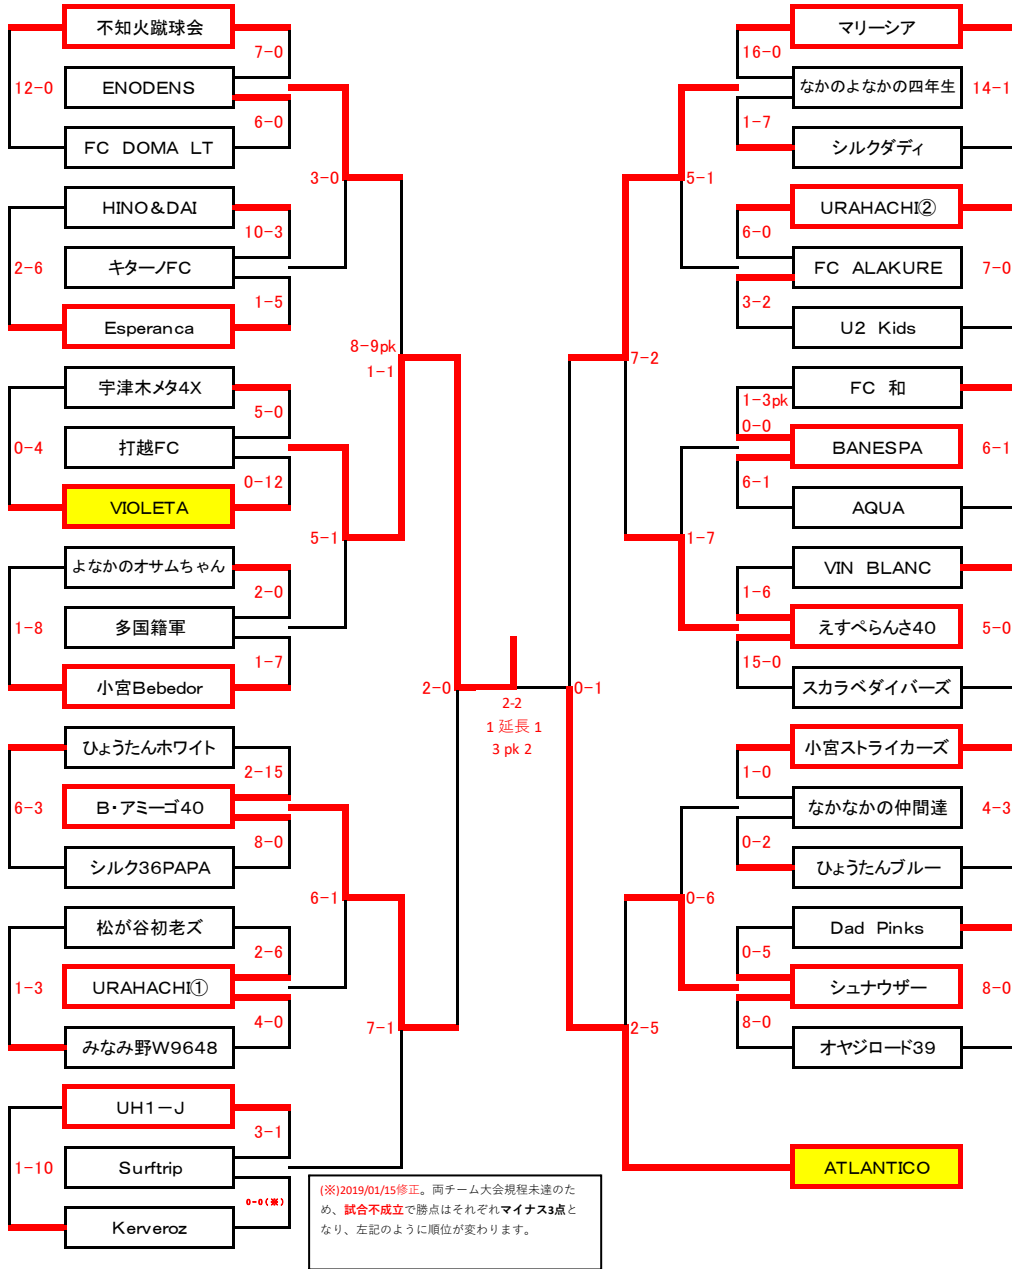 不知火蹴球会
7-0
12-0
ENODENS
6-0
FC DOMA LT
3-0
HINO&DAI
10-3
2-6
キターノFC
1-5
Esperanca
8-9pk
1-1
宇津木メタ4X
5-0
0-4
打越FC
0-12
VIOLETA
5-1
よなかのオサムちゃん
2-0
1-8
多国籍軍
1-7
小宮Bebedor
2-0
ひょうたんホワイト
2-15
6-3
B・アミーゴ40
8-0
シルク36PAPA
6-1
松が谷初老ズ
2-6
1-3
URAHACHI①
4-0
みなみ野W9648
7-1
UH1-J
3-1
1-10
Surftrip
0-0(※)
Kerveroz
2-2
1 延長 1
3 pk 2
マリーシア
16-0
なかのよなかの四年生
14-1
1-7
シルクダディ
5-1
URAHACHI②
6-0
FC ALAKURE
7-0
3-2
U2 Kids
7-2
FC 和
1-3pk
0-0
BANESPA
6-1
6-1
AQUA
1-7
VIN BLANC
1-6
えすぺらんさ40
5-0
15-0
スカラベダイバーズ
0-1
小宮ストライカーズ
1-0
なかなかの仲間達
4-3
0-2
ひょうたんブルー
0-6
Dad Pinks
0-5
シュナウザー
8-0
8-0
オヤジロード39
2-5
ATLANTICO
(※)2019/01/15修正。両チーム大会規程未達のた
め、試合不成立で勝点はそれぞれマイナス3点と
なり、左記のように順位が変わります。